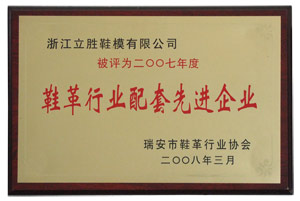 浙江立胜鞋模有限公司
被评为二〇〇七年度
鞋革行业配套先进企业
瑞安市鞋革行业协会
二〇〇八年三月